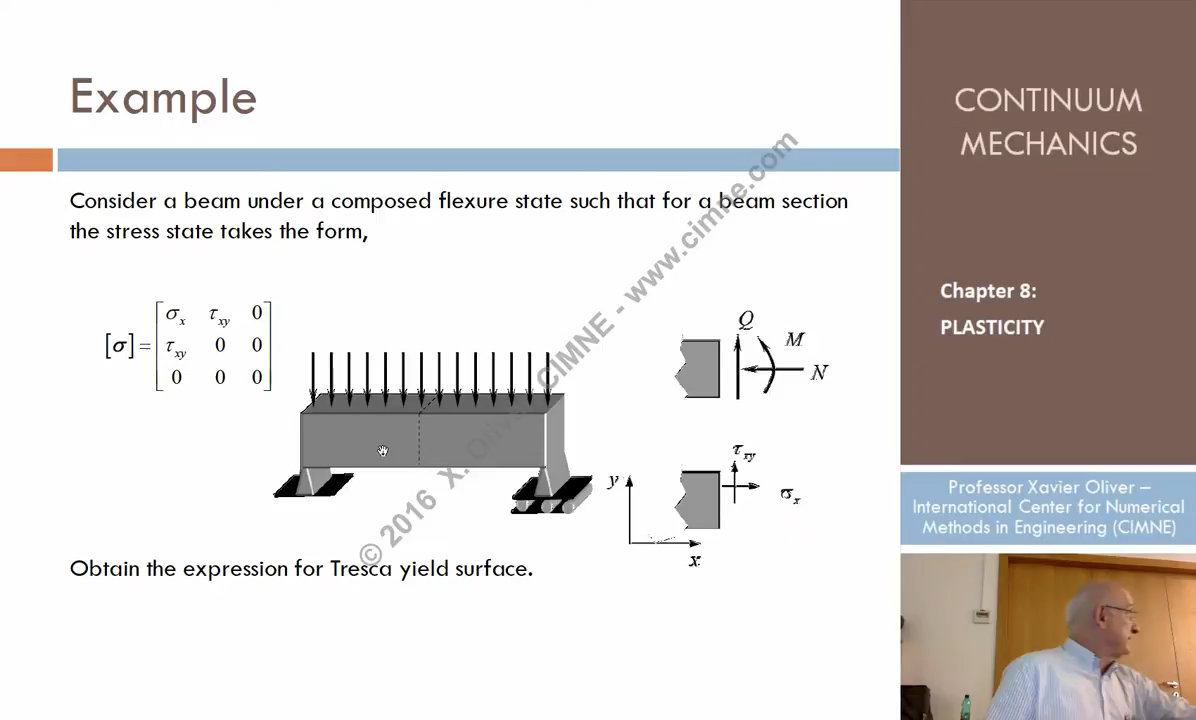 Example
Consider a beam under a composed flexure state such that for a beam section
the stress state takes the form,
[σ] = [ σx τxy 0
τxy 0 0
0 0 0 ]
Q
M
N
τxy
σx
y
x
Obtain the expression for Tresca yield surface.
© 2016 X. Oliver - CIMNE - www.cimne.com
CONTINUUM
MECHANICS
Chapter 8:
PLASTICITY
Professor Xavier Oliver –
International Center for Numerical
Methods in Engineering (CIMNE)